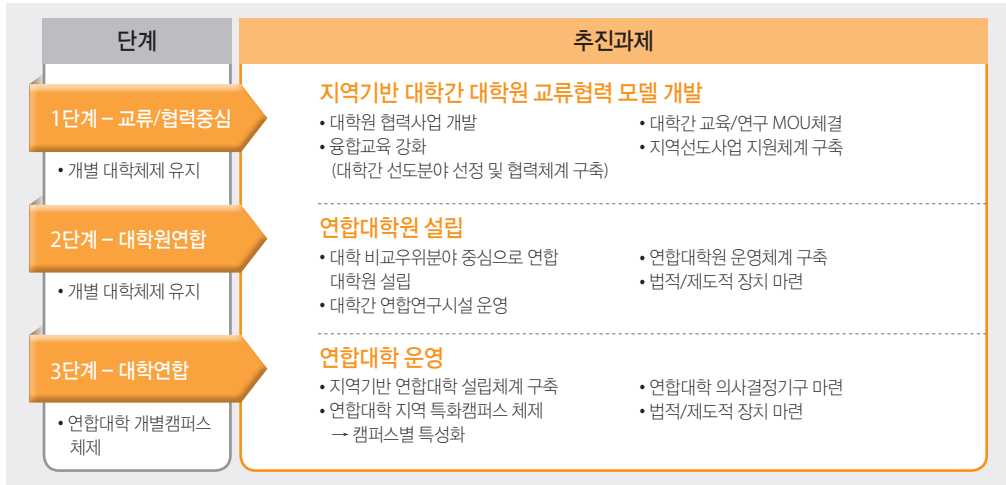 단계
추진과제
1단계 – 교류/협력중심
• 개별 대학체제 유지
지역기반 대학간 대학원 교류협력 모델 개발
• 대학원 협력사업 개발
• 융합교육 강화
(대학간 선도분야 선정 및 협력체계 구축)
• 대학간 교육/연구 MOU체결
• 지역선도사업 지원체계 구축
2단계 – 대학원연합
• 개별 대학체제 유지
연합대학원 설립
• 대학 비교우위분야 중심으로 연합
대학원 설립
• 대학간 연합연구시설 운영
• 연합대학원 운영체계 구축
• 법적/제도적 장치 마련
3단계 – 대학연합
• 연합대학 개별캠퍼스
체제
연합대학 운영
• 지역기반 연합대학 설립체계 구축
• 연합대학 지역 특화캠퍼스 체제
→ 캠퍼스별 특성화
• 연합대학 의사결정기구 마련
• 법적/제도적 장치 마련